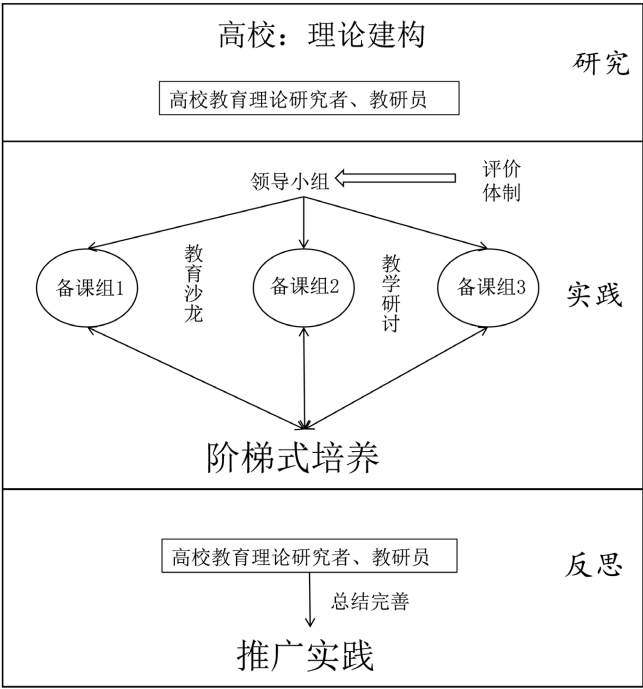 高校：理论建构
研究
高校教育理论研究者、教研员
领导小组
评价
体制
教育沙龙
教学研讨
备课组1
备课组2
备课组3
实践
阶梯式培养
高校教育理论研究者、教研员
反思
总结完善
推广实践